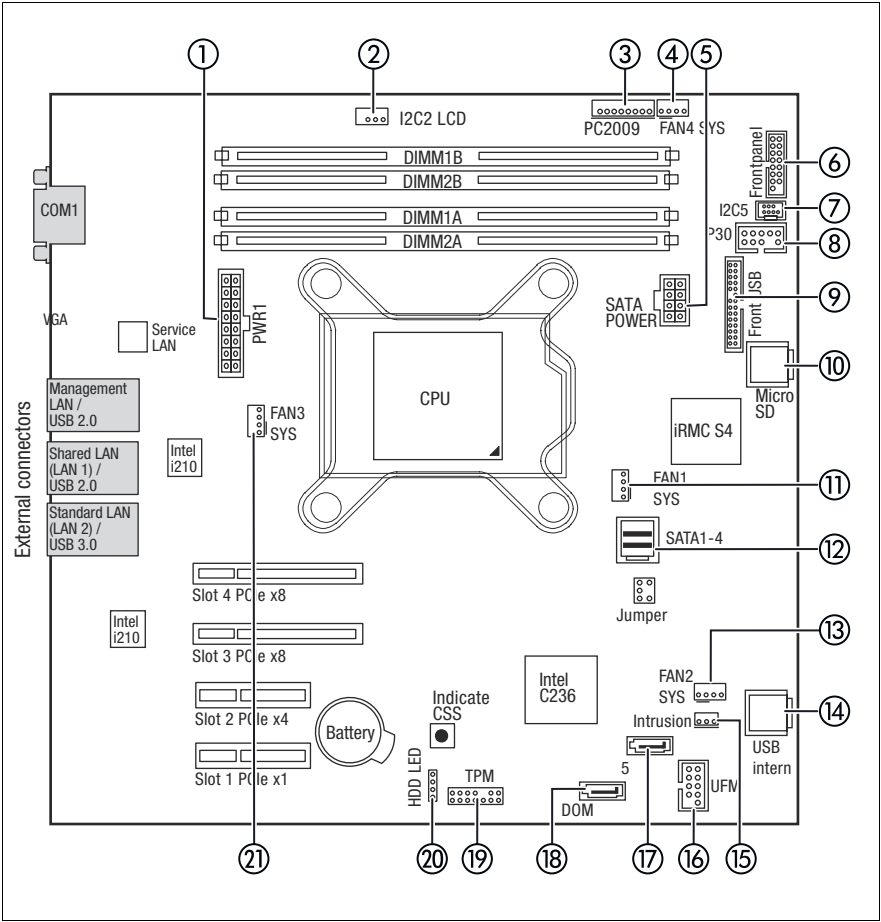 1
2
3
4
5
I2C2 LCD
PC2009
FAN4 SYS
DIMM1B
DIMM2B
DIMM1A
DIMM2A
Frontpanel
6
I2C5
7
P30
8
COM1
VGA
Service
LAN
PWR1
SATA
POWER
Front USB
9
10
Micro
SD
CPU
iRMC S4
External connectors
Management
LAN /
USB 2.0
Shared LAN
(LAN 1) /
USB 2.0
Standard LAN
(LAN 2) /
USB 3.0
FAN3
SYS
Intel
i210
FAN1
SYS
11
SATA1-4
12
Jumper
Slot 4 PCIe x8
Intel
i210
Slot 3 PCIe x8
13
FAN2
SYS
Intel
C236
Slot 2 PCIe x4
Battery
Indicate
CSS
Intrusion
14
USB
intern
Slot 1 PCIe x1
HDD LED
TPM
5
DOM
UFM
21
20
19
18
17
16
15